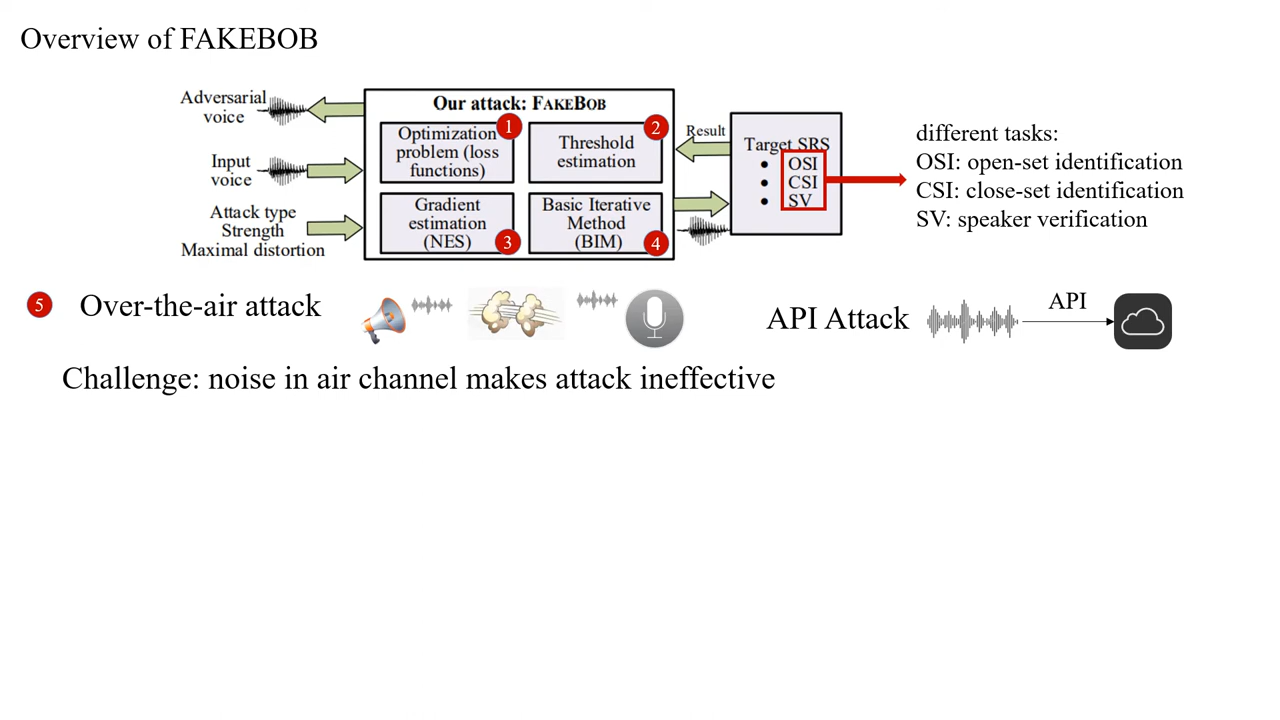 Overview of FAKEBOB
Adversarial
voice
Input
voice
Attack type
Strength
Maximal distortion
Our attack: FAKEBOB
Optimization
problem (loss
functions)
1
Threshold
estimation
2
Gradient
estimation
(NES)
3
Basic Iterative
Method
(BIM)
4
Result
Target SRS
• OSI
• CSI
• SV
different tasks:
OSI: open-set identification
CSI: close-set identification
SV: speaker verification
5 Over-the-air attack
API Attack
API
Challenge: noise in air channel makes attack ineffective